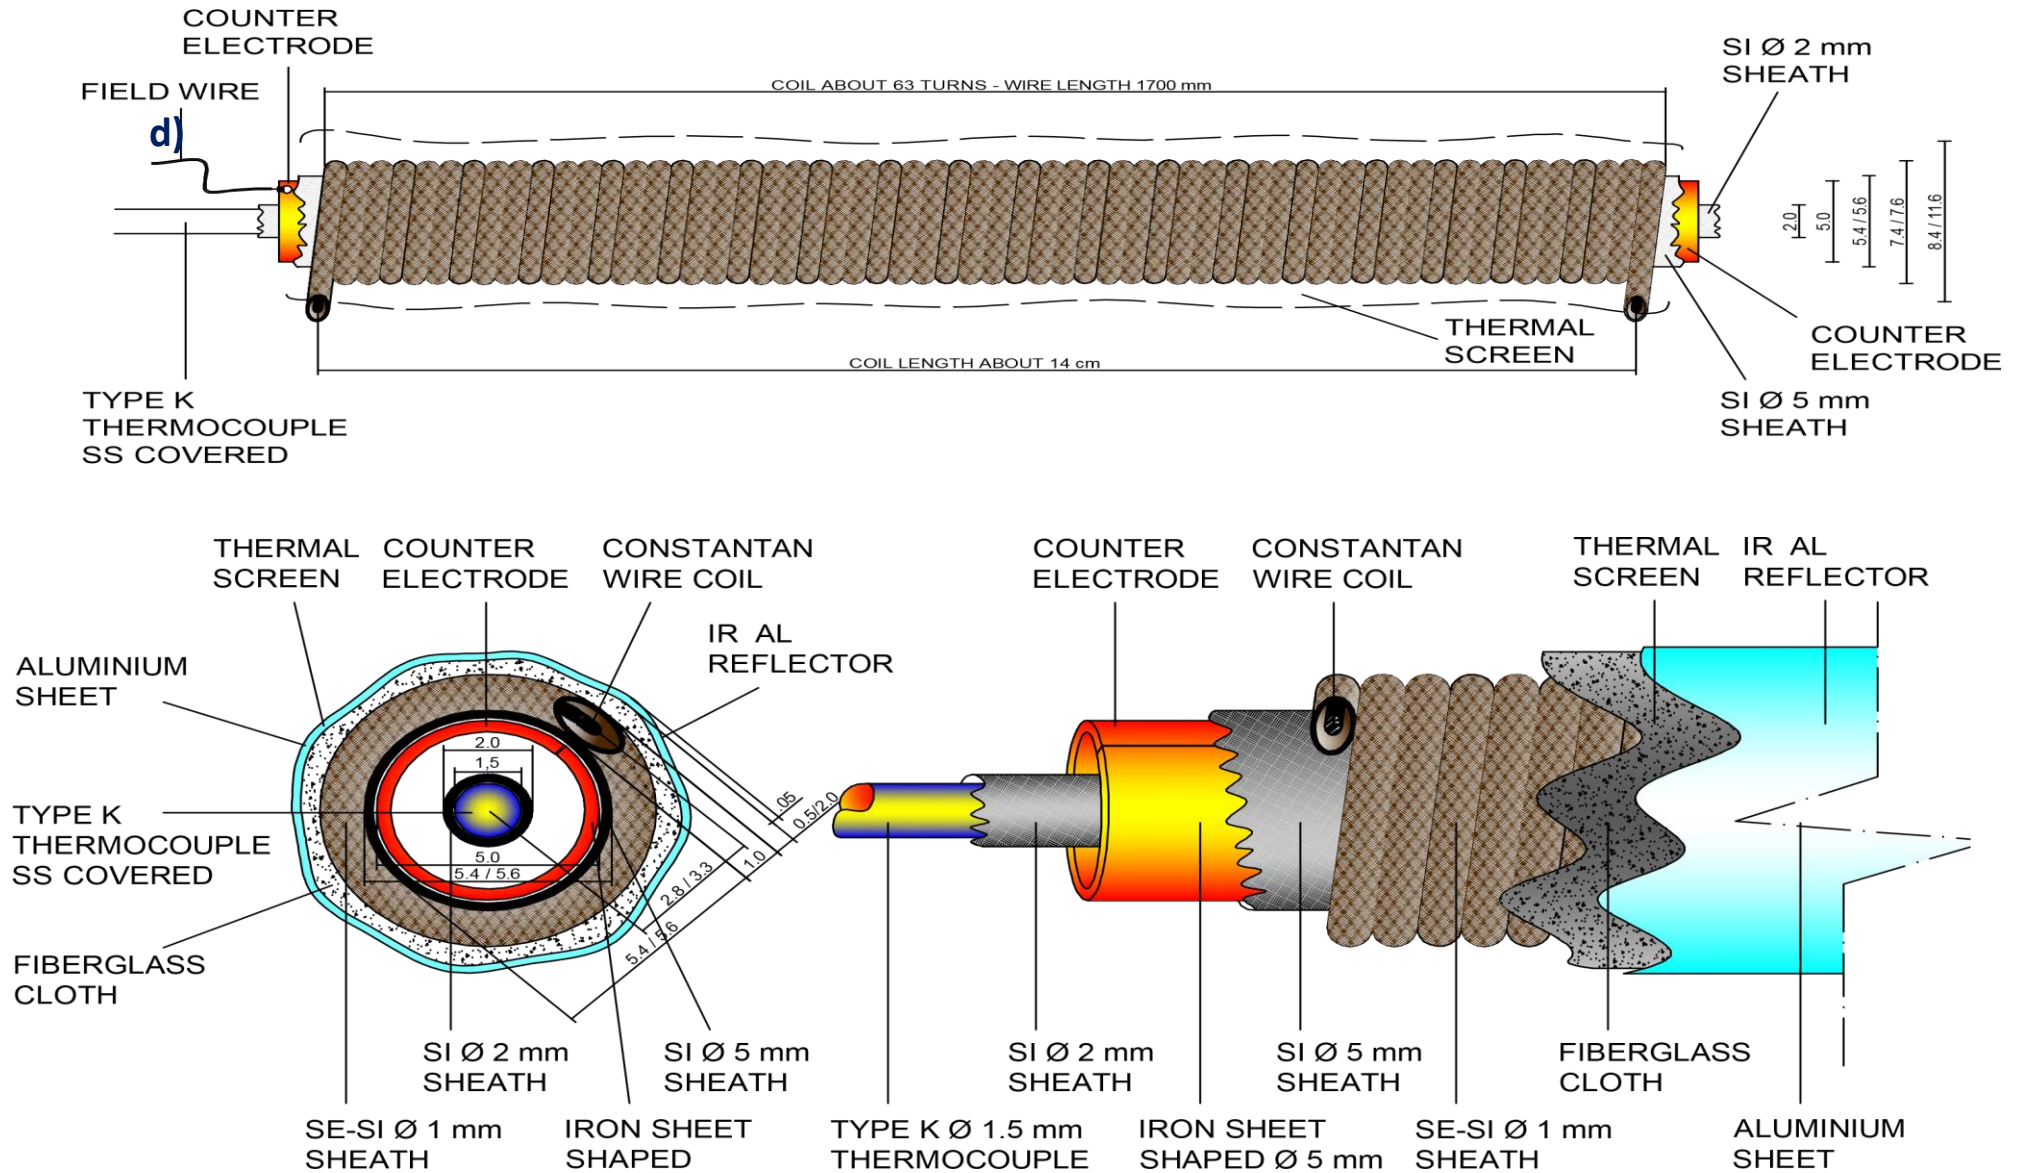 COUNTER
ELECTRODE
FIELD WIRE
d)
COIL ABOUT 63 TURNS - WIRE LENGTH 1700 mm
SI Ø 2 mm
SHEATH
2.0
5.0
5.4 / 5.6
7.4 / 7.6
8.4 / 11.6
THERMAL
SCREEN
COUNTER
ELECTRODE
COIL LENGTH ABOUT 14 cm
TYPE K
THERMOCOUPLE
SS COVERED
SI Ø 5 mm
SHEATH
THERMAL
SCREEN
COUNTER
ELECTRODE
CONSTANTAN
WIRE COIL
IR AL
REFLECTOR
ALUMINIUM
SHEET
TYPE K
THERMOCOUPLE
SS COVERED
FIBERGLASS
CLOTH
2.0
1,5
5.0
5.4 / 5.6
.05
0.5/2.0
1.0
2.8 / 3.3
5.4 / 5.6
SI Ø 2 mm
SHEATH
SI Ø 5 mm
SHEATH
SE-SI Ø 1 mm
SHEATH
IRON SHEET
SHAPED
COUNTER
ELECTRODE
CONSTANTAN
WIRE COIL
THERMAL
SCREEN
IR AL
REFLECTOR
SI Ø 2 mm
SHEATH
SI Ø 5 mm
SHEATH
FIBERGLASS
CLOTH
TYPE K Ø 1.5 mm
THERMOCOUPLE
IRON SHEET
SHAPED Ø 5 mm
SE-SI Ø 1 mm
SHEATH
ALUMINIUM
SHEET